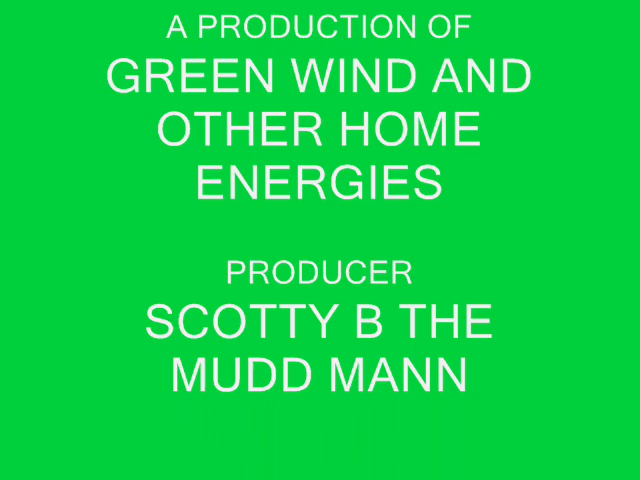 A PRODUCTION OF
GREEN WIND AND
OTHER HOME
ENERGIES
PRODUCER
SCOTTY B THE
MUDD MANN